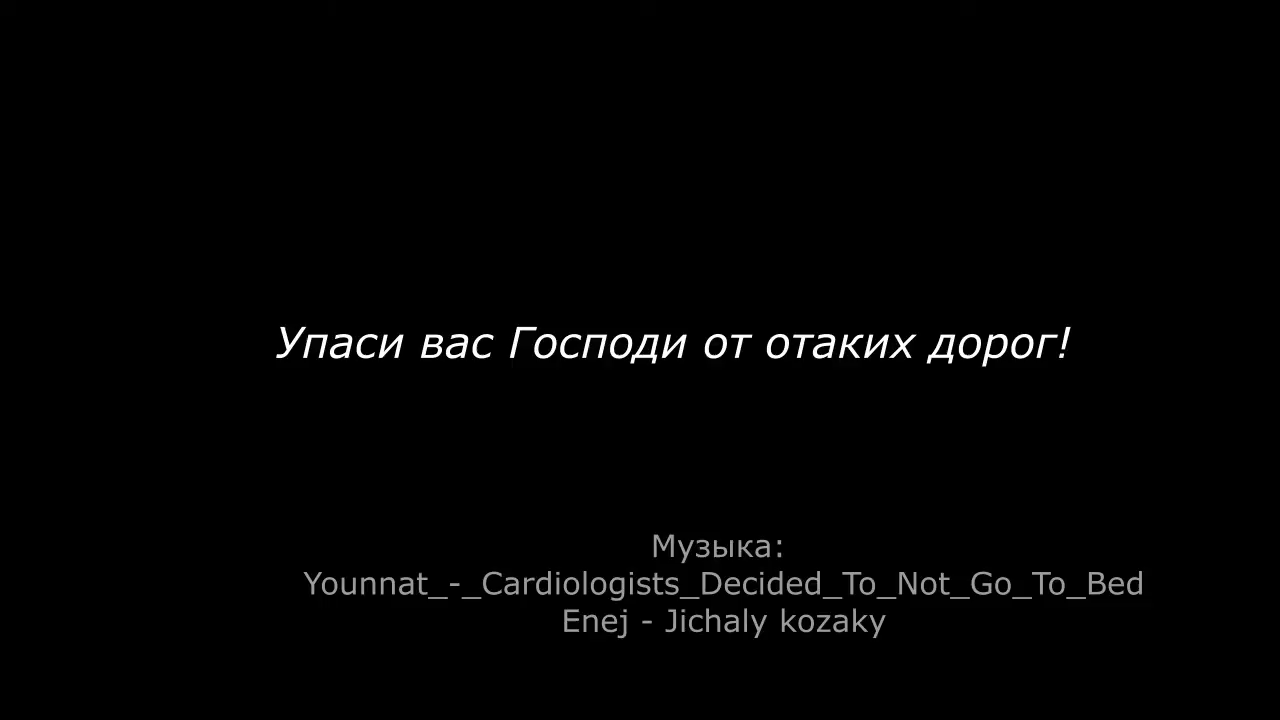 Упаси вас Господи от отаких дорог!
Музыка:
Younnat_-_Cardiologists_Decided_To_Not_Go_To_Bed
Enej - Jichaly kozaky